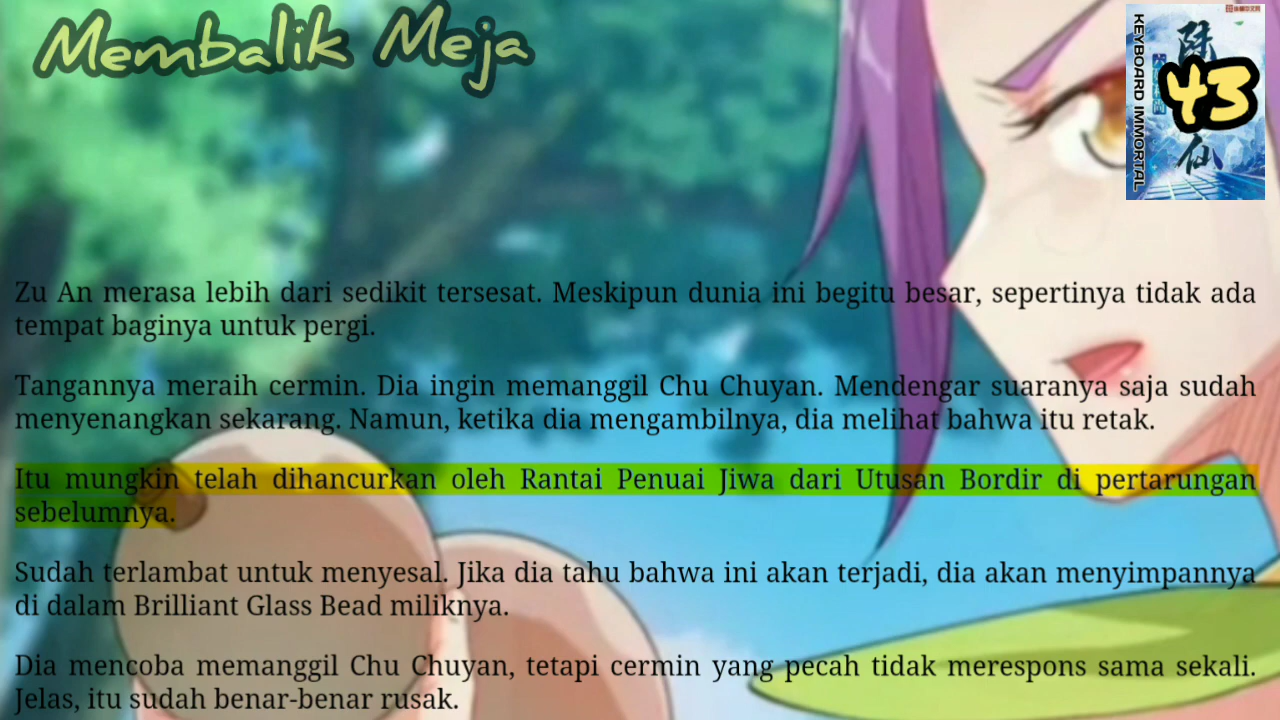 Membalik Meja
KEYBOARD IMMORTAL
43
仙
Zu An merasa lebih dari sedikit tersesat. Meskipun dunia ini begitu besar, sepertinya tidak ada
tempat baginya untuk pergi.
Tangannya meraih cermin. Dia ingin memanggil Chu Chuyan. Mendengar suaranya saja sudah
menyenangkan sekarang. Namun, ketika dia mengambilnya, dia melihat bahwa itu retak.
Itu mungkin telah dihancurkan oleh Rantai Penuai Jiwa dari Utusan Bordir di pertarungan
sebelumnya.
Sudah terlambat untuk menyesal. Jika dia tahu bahwa ini akan terjadi, dia akan menyimpannya
di dalam Brilliant Glass Bead miliknya.
Dia mencoba memanggil Chu Chuyan, tetapi cermin yang pecah tidak merespons sama sekali.
Jelas, itu sudah benar-benar rusak.